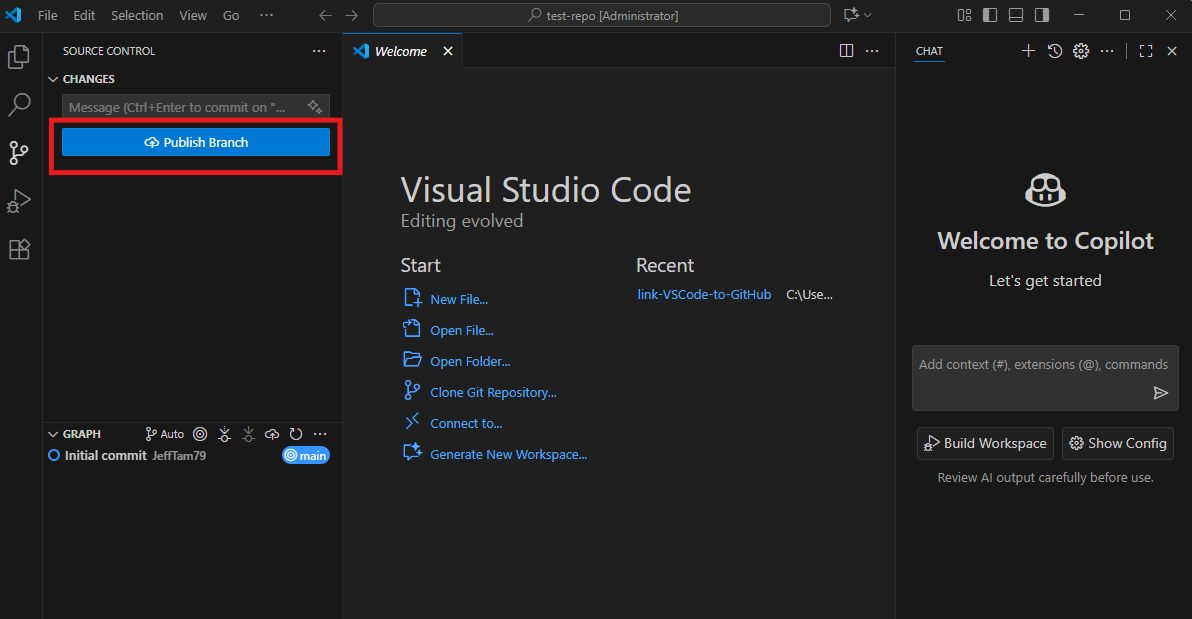 File Edit Selection View Go ··· test-repo [Administrator]
SOURCE CONTROL ···
CHANGES
Message (Ctrl+Enter to commit on "...
Publish Branch
GRAPH Auto ···
Initial commit JeffTam79 main
Welcome ···
Visual Studio Code
Editing evolved
Start
New File...
Open File...
Open Folder...
Clone Git Repository...
Connect to...
Generate New Workspace...
Recent
link-VSCode-to-GitHub C:\Use...
CHAT ···
Welcome to Copilot
Let's get started
Add context (#), extensions (@), commands
Build Workspace Show Config
Review AI output carefully before use.